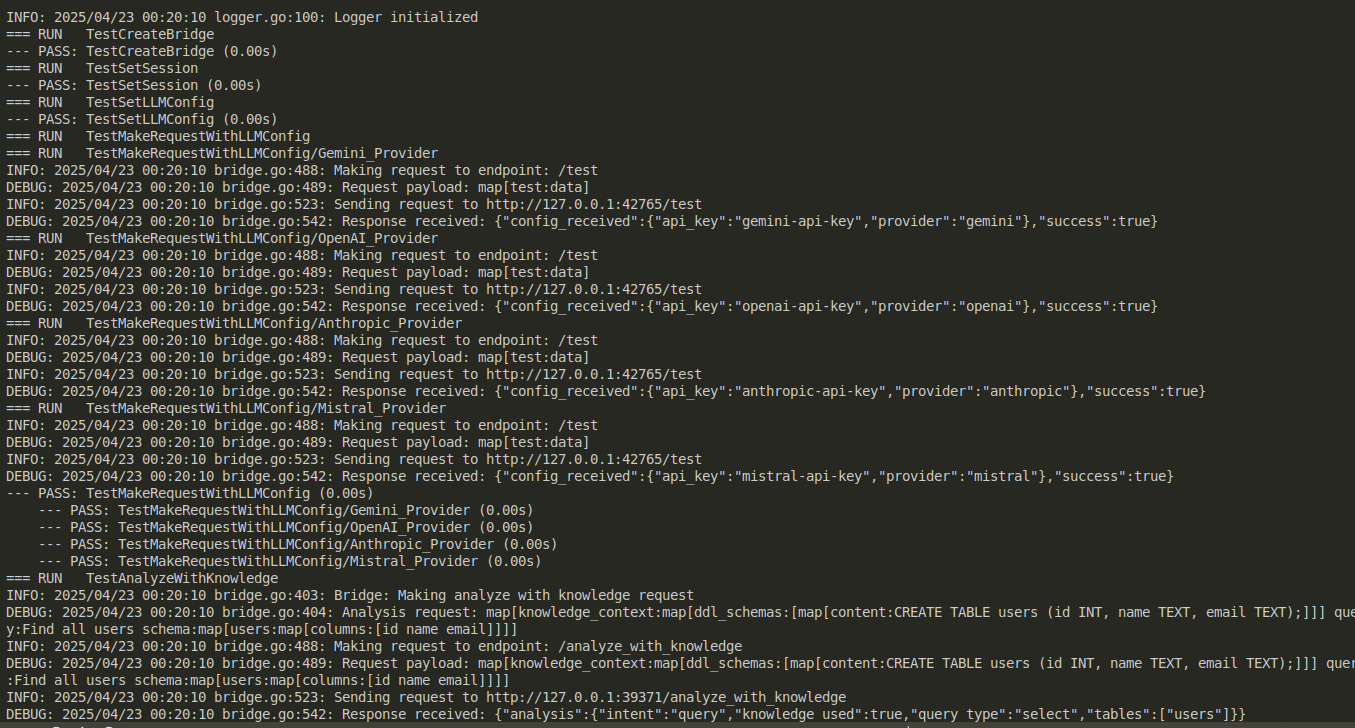 INFO: 2025/04/23 00:20:10 logger.go:100: Logger initialized
=== RUN   TestCreateBridge
--- PASS: TestCreateBridge (0.00s)
=== RUN   TestSetSession
--- PASS: TestSetSession (0.00s)
=== RUN   TestSetLLMConfig
--- PASS: TestSetLLMConfig (0.00s)
=== RUN   TestMakeRequestWithLLMConfig
=== RUN   TestMakeRequestWithLLMConfig/Gemini_Provider
INFO: 2025/04/23 00:20:10 bridge.go:488: Making request to endpoint: /test
DEBUG: 2025/04/23 00:20:10 bridge.go:489: Request payload: map[test:data]
INFO: 2025/04/23 00:20:10 bridge.go:523: Sending request to http://127.0.0.1:42765/test
DEBUG: 2025/04/23 00:20:10 bridge.go:542: Response received: {"config_received":{"api_key":"gemini-api-key","provider":"gemini"},"success":true}
=== RUN   TestMakeRequestWithLLMConfig/OpenAI_Provider
INFO: 2025/04/23 00:20:10 bridge.go:488: Making request to endpoint: /test
DEBUG: 2025/04/23 00:20:10 bridge.go:489: Request payload: map[test:data]
INFO: 2025/04/23 00:20:10 bridge.go:523: Sending request to http://127.0.0.1:42765/test
DEBUG: 2025/04/23 00:20:10 bridge.go:542: Response received: {"config_received":{"api_key":"openai-api-key","provider":"openai"},"success":true}
=== RUN   TestMakeRequestWithLLMConfig/Anthropic_Provider
INFO: 2025/04/23 00:20:10 bridge.go:488: Making request to endpoint: /test
DEBUG: 2025/04/23 00:20:10 bridge.go:489: Request payload: map[test:data]
INFO: 2025/04/23 00:20:10 bridge.go:523: Sending request to http://127.0.0.1:42765/test
DEBUG: 2025/04/23 00:20:10 bridge.go:542: Response received: {"config_received":{"api_key":"anthropic-api-key","provider":"anthropic"},"success":true}
=== RUN   TestMakeRequestWithLLMConfig/Mistral_Provider
INFO: 2025/04/23 00:20:10 bridge.go:488: Making request to endpoint: /test
DEBUG: 2025/04/23 00:20:10 bridge.go:489: Request payload: map[test:data]
INFO: 2025/04/23 00:20:10 bridge.go:523: Sending request to http://127.0.0.1:42765/test
DEBUG: 2025/04/23 00:20:10 bridge.go:542: Response received: {"config_received":{"api_key":"mistral-api-key","provider":"mistral"},"success":true}
--- PASS: TestMakeRequestWithLLMConfig (0.00s)
    --- PASS: TestMakeRequestWithLLMConfig/Gemini_Provider (0.00s)
    --- PASS: TestMakeRequestWithLLMConfig/OpenAI_Provider (0.00s)
    --- PASS: TestMakeRequestWithLLMConfig/Anthropic_Provider (0.00s)
    --- PASS: TestMakeRequestWithLLMConfig/Mistral_Provider (0.00s)
=== RUN   TestAnalyzeWithKnowledge
INFO: 2025/04/23 00:20:10 bridge.go:403: Bridge: Making analyze with knowledge request
DEBUG: 2025/04/23 00:20:10 bridge.go:404: Analysis request: map[knowledge_context:map[ddl_schemas:[map[content:CREATE TABLE users (id INT, name TEXT, email TEXT);]]] que
y:Find all users schema:map[users:map[columns:[id name email]]]]
INFO: 2025/04/23 00:20:10 bridge.go:488: Making request to endpoint: /analyze_with_knowledge
DEBUG: 2025/04/23 00:20:10 bridge.go:489: Request payload: map[knowledge_context:map[ddl_schemas:[map[content:CREATE TABLE users (id INT, name TEXT, email TEXT);]]] quer
:Find all users schema:map[users:map[columns:[id name email]]]]
INFO: 2025/04/23 00:20:10 bridge.go:523: Sending request to http://127.0.0.1:39371/analyze_with_knowledge
DEBUG: 2025/04/23 00:20:10 bridge.go:542: Response received: {"analysis":{"intent":"query","knowledge used":true,"query type":"select","tables":["users"]}}